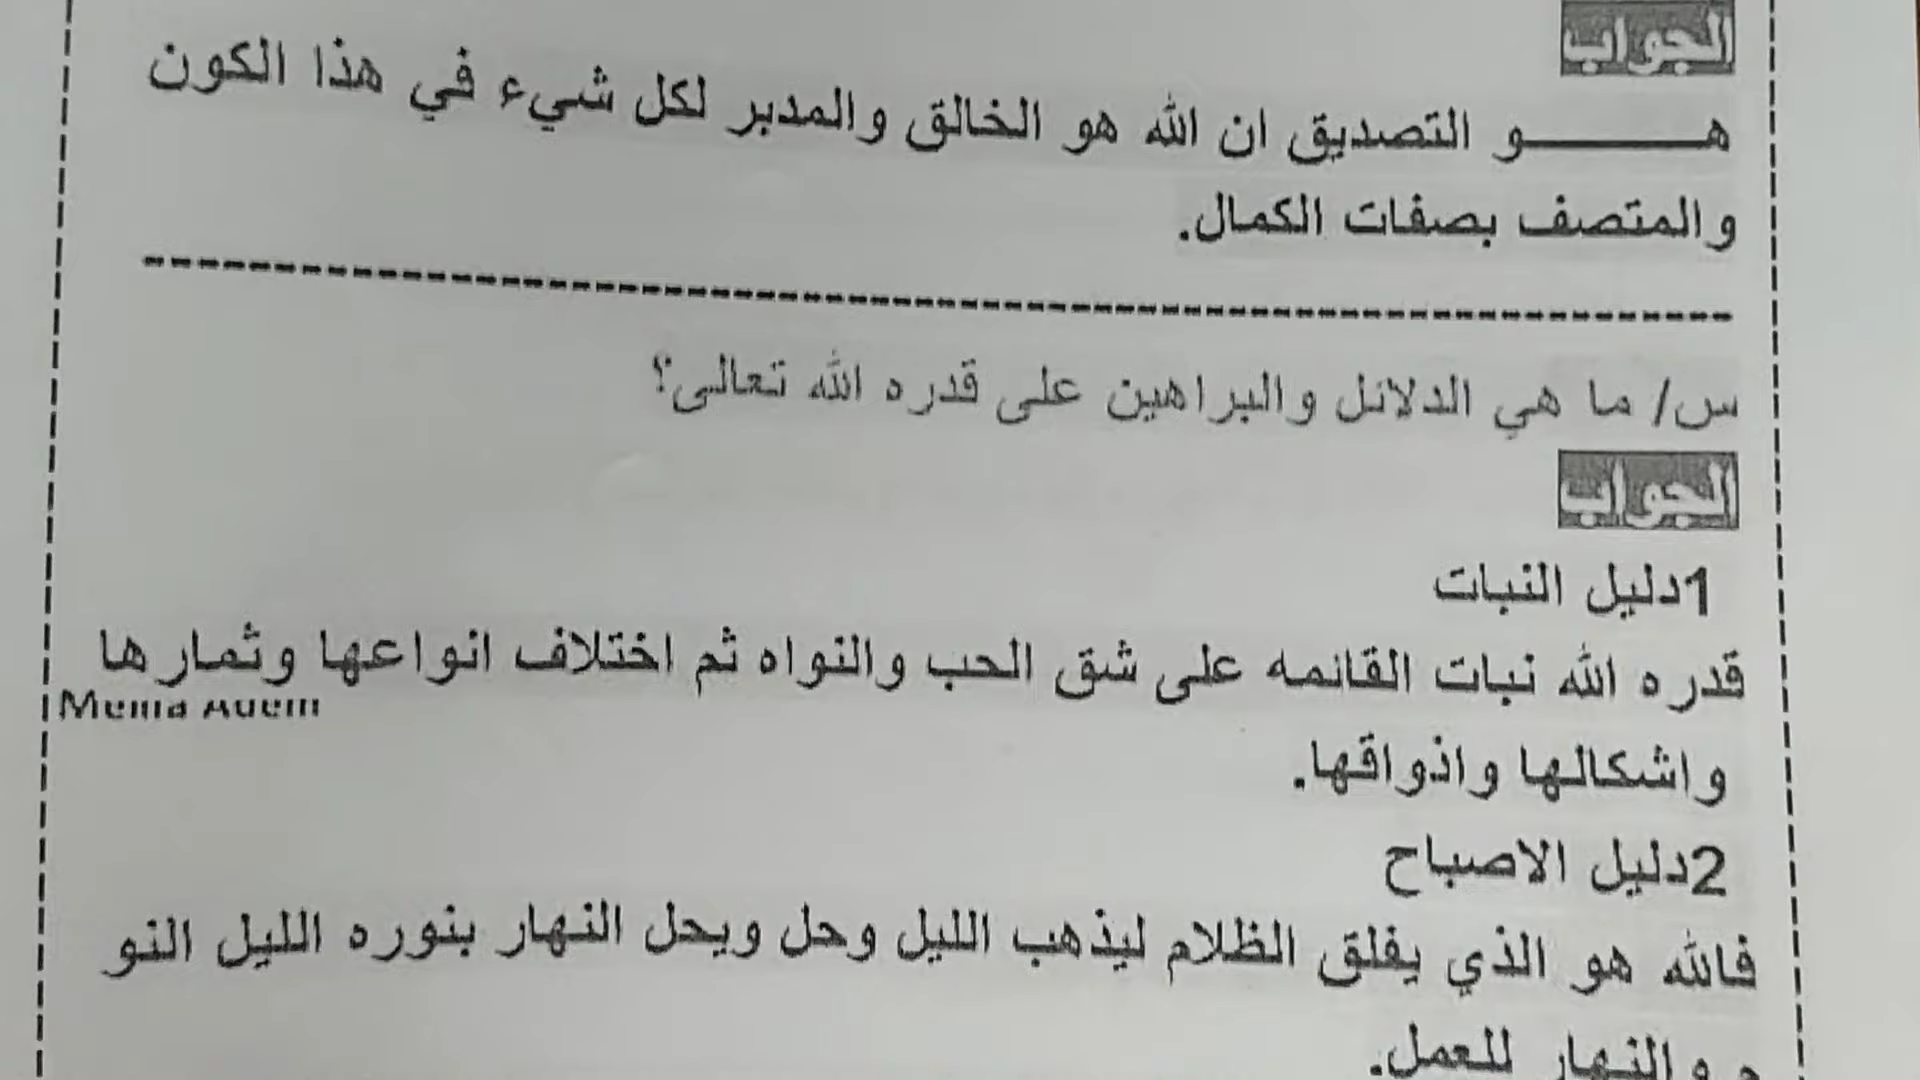 الجواب
هـــــــو التصديق ان الله هو الخالق والمدبر لكل شيء في هذا الكون
والمتصف بصفات الكمال.
س/ ما هي الدلائل والبراهين على قدره الله تعالى؟
الجواب
1دليل النبات
قدره الله نبات القائمه على شق الحب والنواه ثم اختلاف انواعها وثمارها
واشكالها واذواقها.
2دليل الاصباح
فالله هو الذي يفلق الظلام ليذهب الليل وحل ويحل النهار بنوره الليل النو
والنهار للعمل.